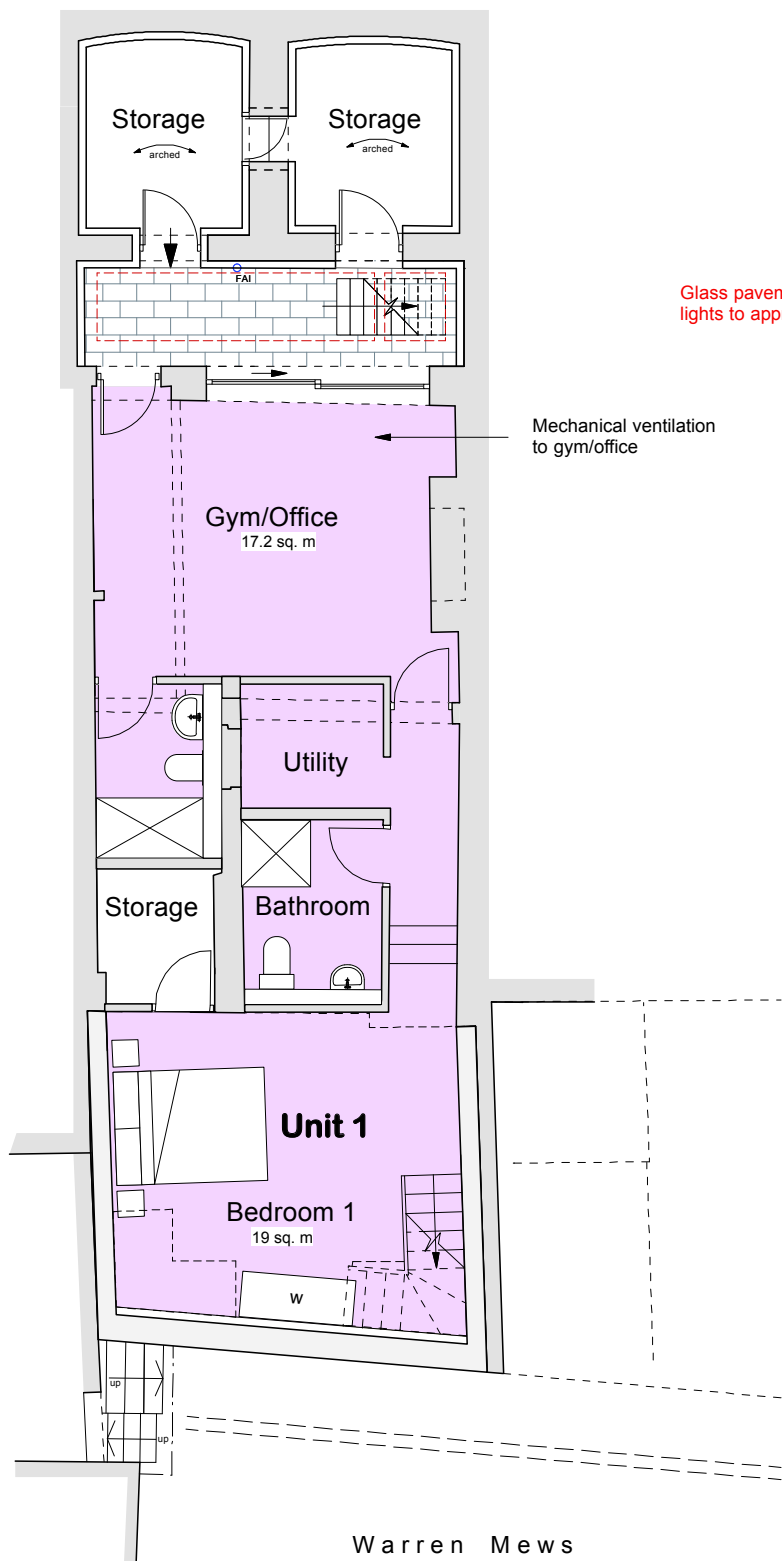 Storage
arched
Storage
arched
FAI
Glass paven
lights to app
Mechanical ventilation
to gym/office
Gym/Office
17.2 sq. m
Utility
Storage
Bathroom
Unit 1
Bedroom 1
19 sq. m
W
up
up
Warren Mews